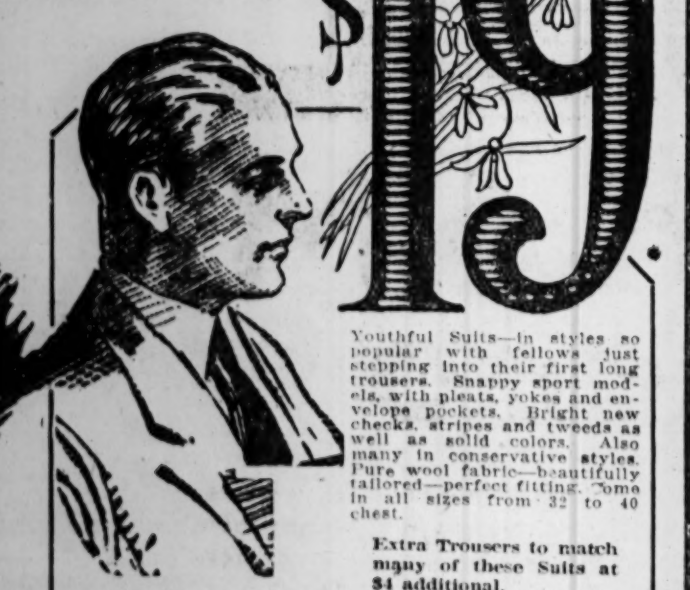 $19
Youthful Suits—in styles so
popular with fellows just
stepping into their first long
trousers. Snappy sport mod-
els, with pleats, yokes and en-
velope pockets. Bright new
checks, stripes and tweeds as
well as solid colors. Also
many in conservative styles.
Pure wool fabric—beautifully
tailored—perfect fitting. Come
in all sizes from 32 to 40
chest.
Extra Trousers to match
many of these Suits at
$4 additional.